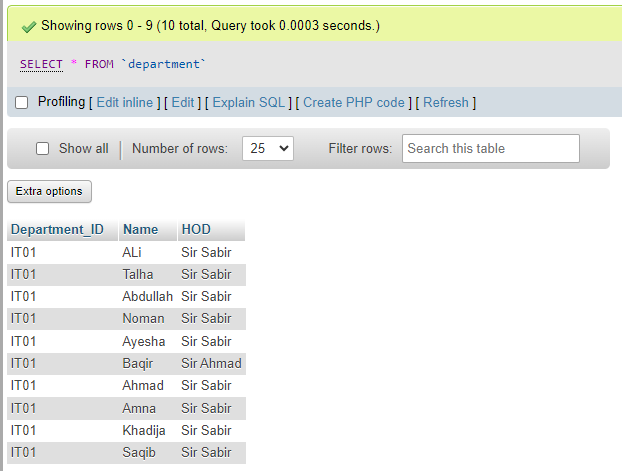 Showing rows 0 - 9 (10 total, Query took 0.0003 seconds.)
SELECT * FROM `department`
Profiling [ Edit inline ] [ Edit ] [ Explain SQL ] [ Create PHP code ] [ Refresh ]
Show all Number of rows: 25 Filter rows: Search this table
Extra options
Department_ID Name HOD
IT01 ALi Sir Sabir
IT01 Talha Sir Sabir
IT01 Abdullah Sir Sabir
IT01 Noman Sir Sabir
IT01 Ayesha Sir Sabir
IT01 Baqir Sir Ahmad
IT01 Ahmad Sir Sabir
IT01 Amna Sir Sabir
IT01 Khadija Sir Sabir
IT01 Saqib Sir Sabir